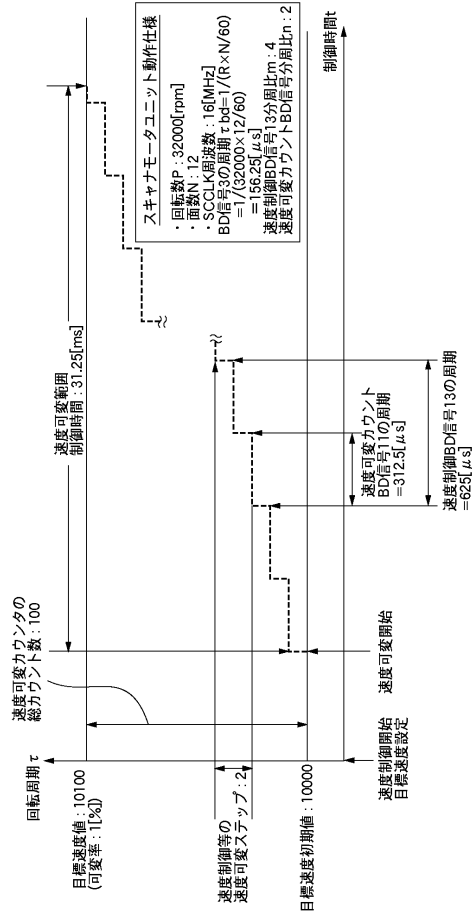 回転周期τ
目標速度値：10100
(可変率：1[%])
速度可変カウンタの
総カウント数：100
速度可変範囲
制御時間：31.25[ms]
スキャナモータユニット動作仕様
・回転数P：32000[rpm]
・面数N：12
・SCCLK周波数：16[MHz]
BD信号3の周期τbd=1/(R×N/60)
=1/(32000×12/60)
=156.25[μs]
速度制御BD信号13分周比m：4
速度可変カウントBD信号分周比n：2
速度制御等の
速度可変ステップ：2
目標速度初期値：10000
制御時間t
速度可変カウント
BD信号11の周期
=312.5[μs]
速度制御BD信号13の周期
=625[μs]
速度可変開始
速度制御開始
目標速度設定